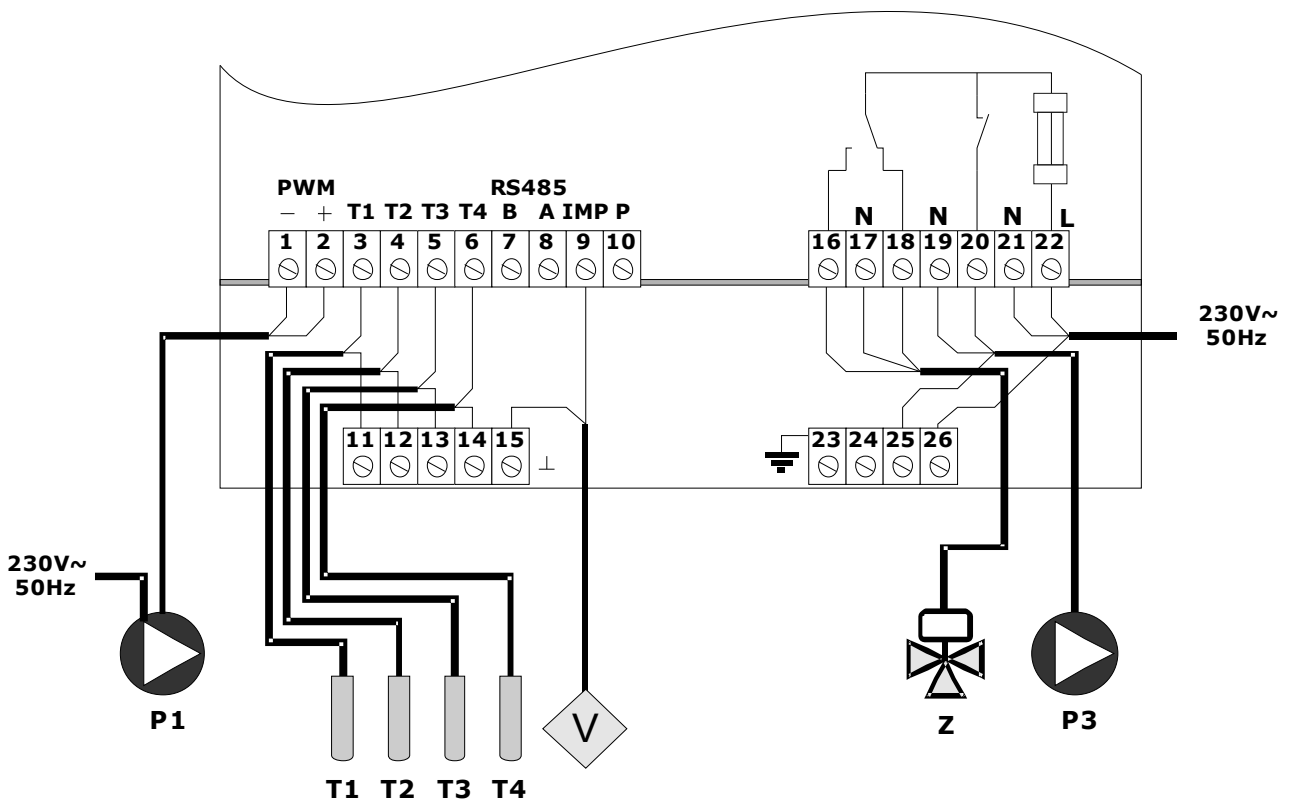 PWM RS485
− + T1 T2 T3 T4 B A IMP P N N N L
1 2 3 4 5 6 7 8 9 10 16 17 18 19 20 21 22
230V~
50Hz
11 12 13 14 15 ⊥ 23 24 25 26
230V~
50Hz
P1 V Z P3
T1 T2 T3 T4